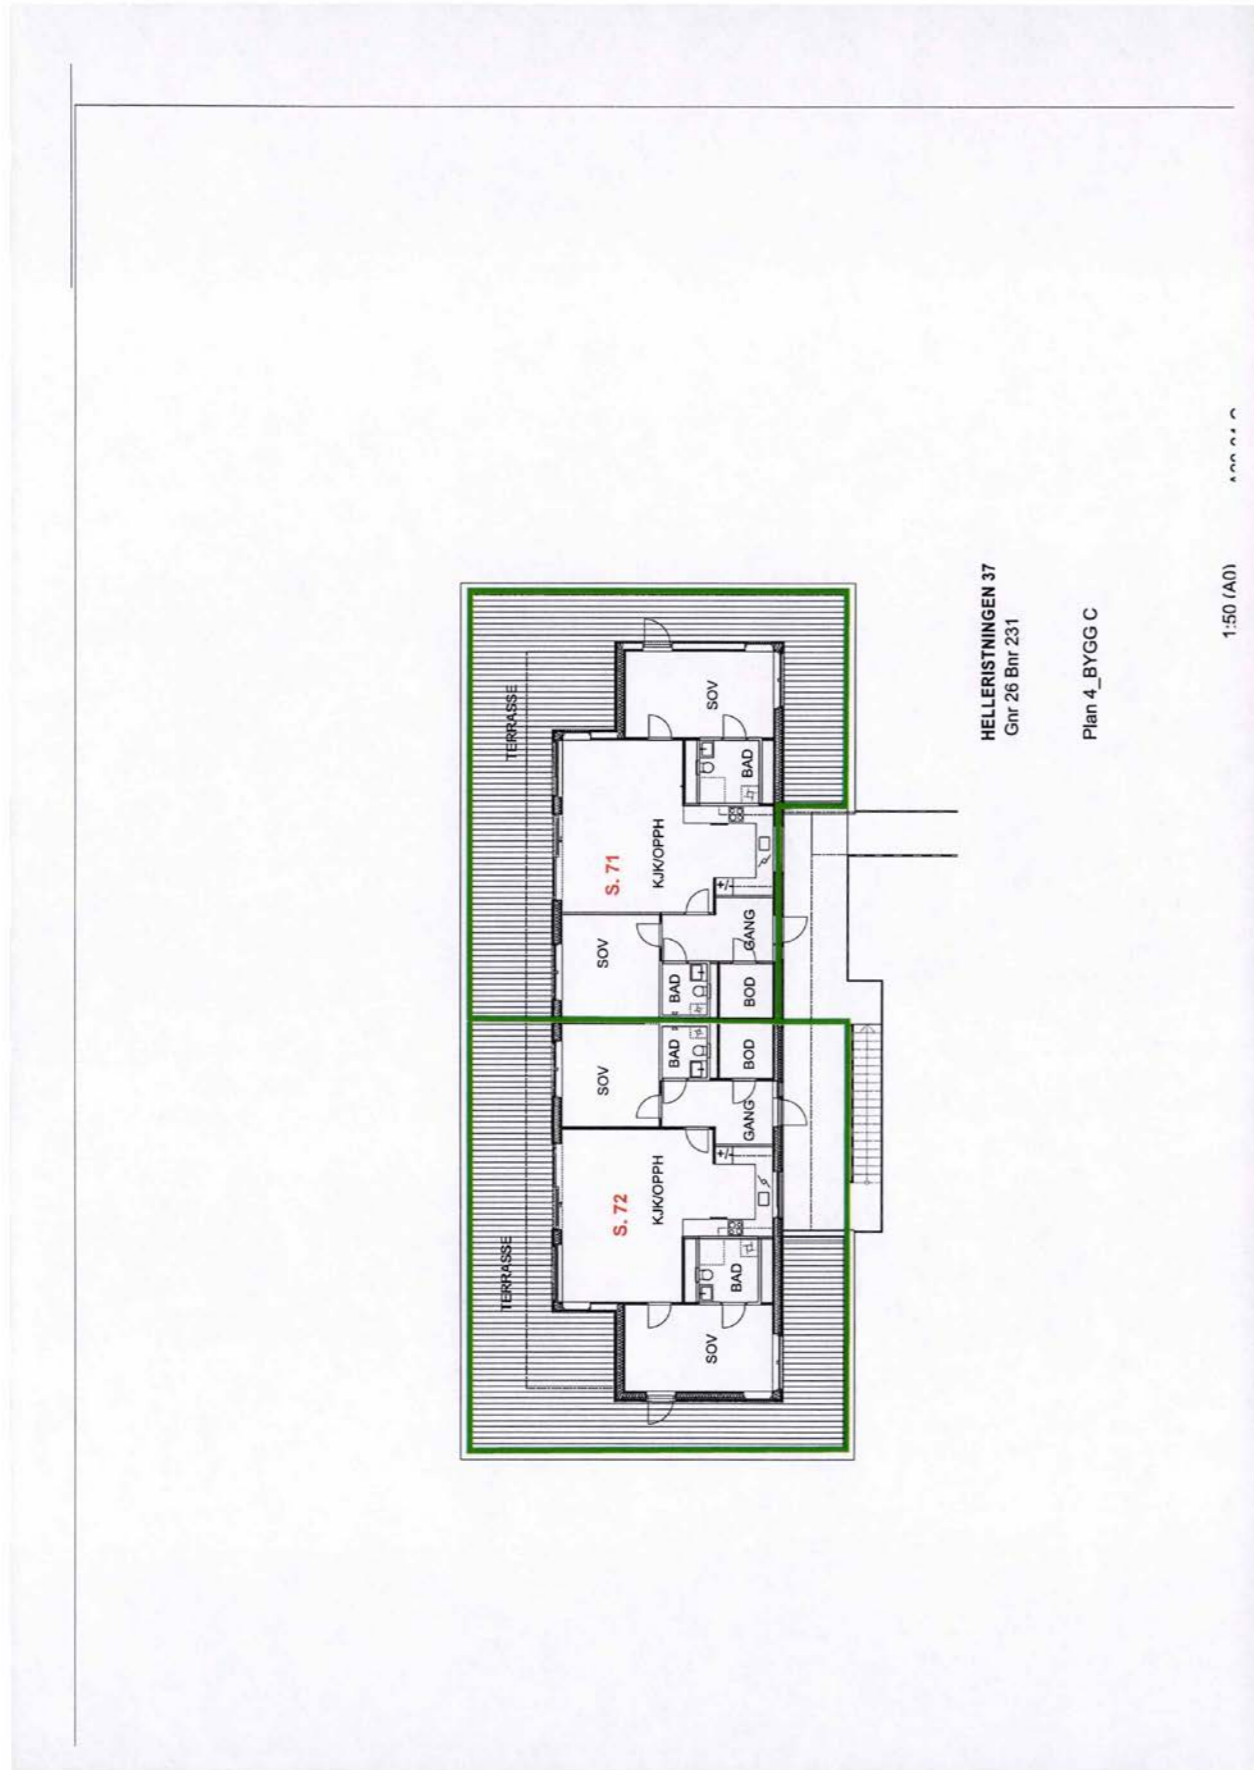 TERRASSE
TERRASSE
S. 72
S. 71
SOV
SOV
KJK/OPPH
KJK/OPPH
BAD
BAD
SOV
SOV
BAD
BAD
GANG
BOD
BOD
GANG
+/-
+/-
HELLERISTNINGEN 37
Gnr 26 Bnr 231
Plan 4_BYGG C
1:50 (A0)